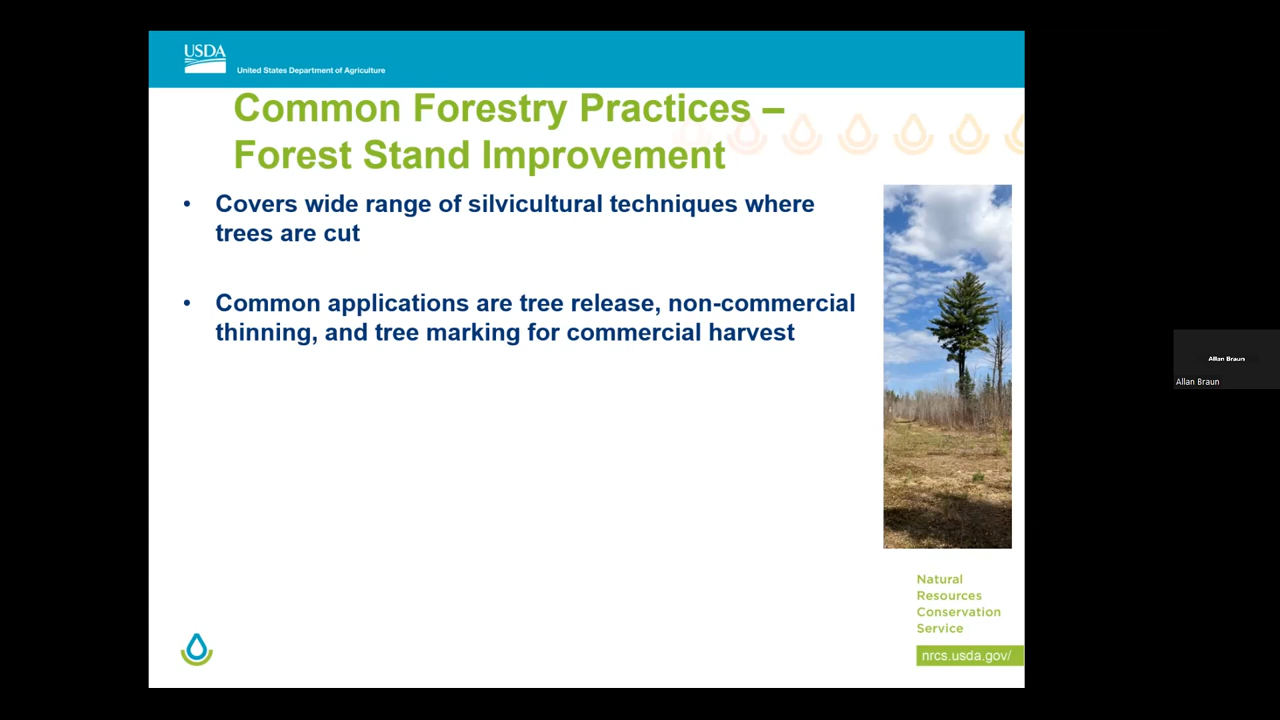 USDA
United States Department of Agriculture
Common Forestry Practices –
Forest Stand Improvement
• Covers wide range of silvicultural techniques where
trees are cut
• Common applications are tree release, non-commercial
thinning, and tree marking for commercial harvest
Natural
Resources
Conservation
Service
nrcs.usda.gov/
Allan Braun
Allan Braun